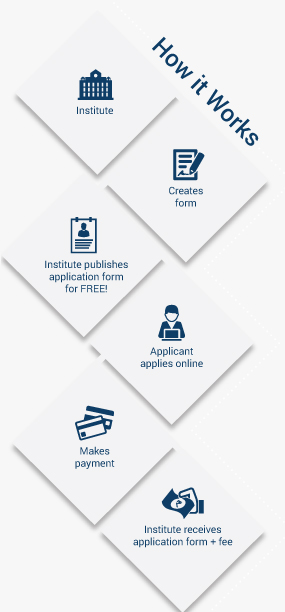 How it Works
Institute
Creates
form
Institute publishes
application form
for FREE!
Applicant
applies online
Makes
payment
Institute receives
application form + fee